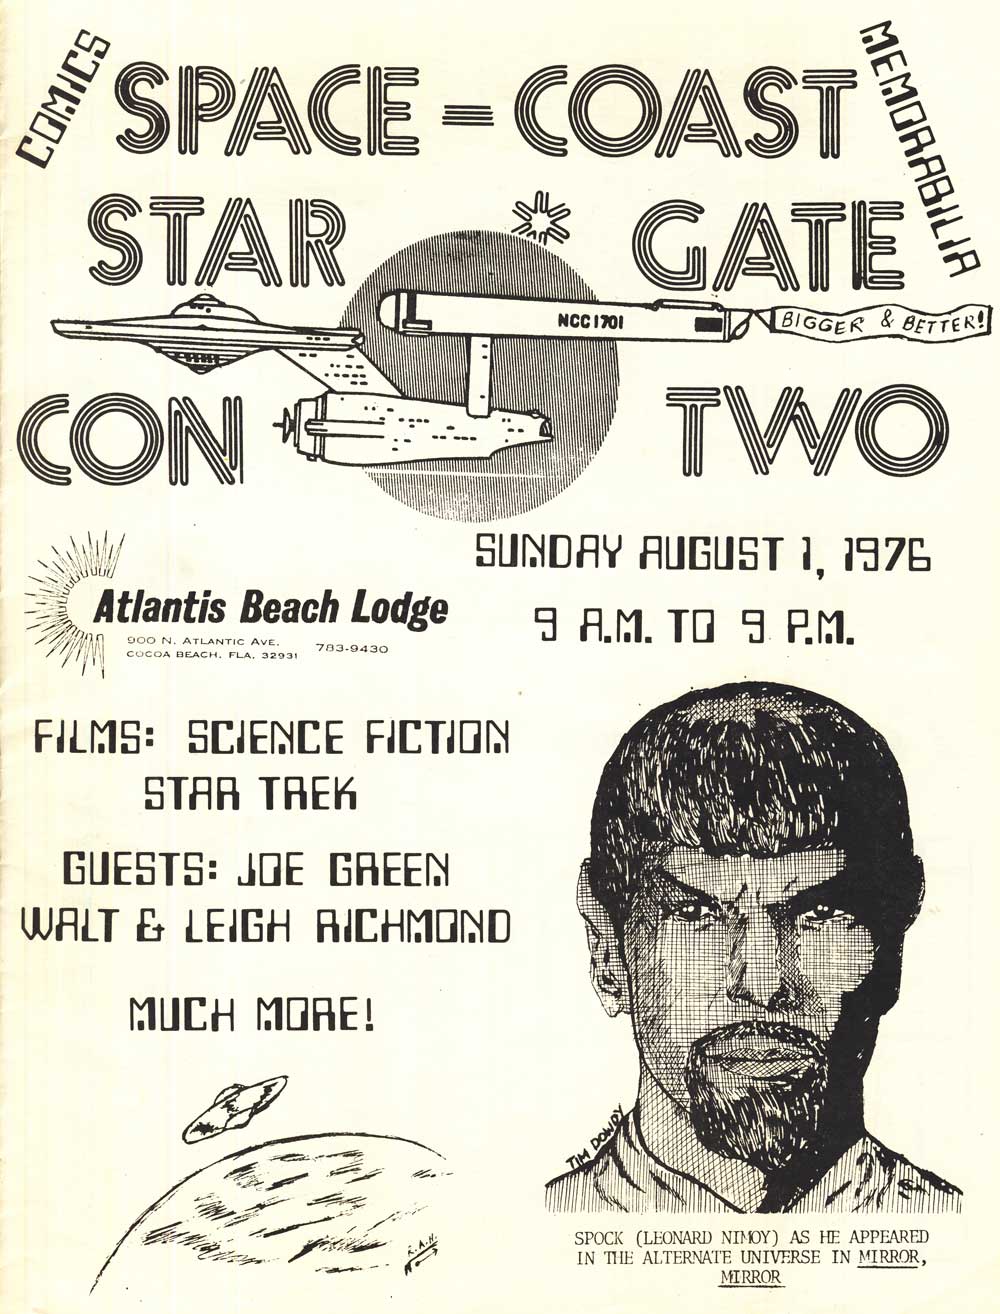 COMICS
MEMORABILIA
SPACE-COAST
STAR GATE
NCC1701
BIGGER & BETTER!
CON TWO
SUNDAY AUGUST 1, 1976
9 A.M. TO 9 P.M.
Atlantis Beach Lodge
900 N. ATLANTIC AVE.
COCOA BEACH, FLA. 32931
783-9430
FILMS: SCIENCE FICTION
STAR TREK
GUESTS: JOE GREEN
WALT & LEIGH RICHMOND
MUCH MORE!
TIM DOWDY
R.A.H.
SPOCK (LEONARD NIMOY) AS HE APPEARED
IN THE ALTERNATE UNIVERSE IN MIRROR,
MIRROR